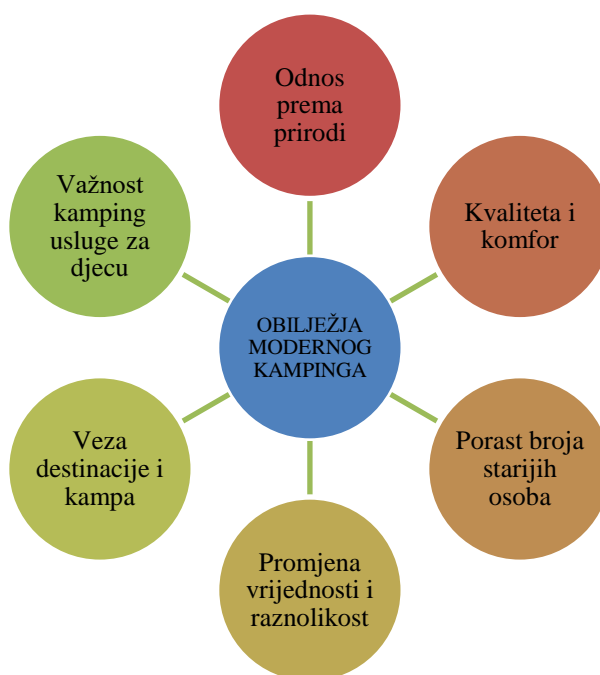 Odnos
prema
prirodi
Kvaliteta i
komfor
Porast broja
starijih
osoba
Promjena
vrijednosti i
raznolikost
Veza
destinacije i
kampa
Važnost
kamping
usluge za
djecu
OBILJEŽJA
MODERNOG
KAMPINGA